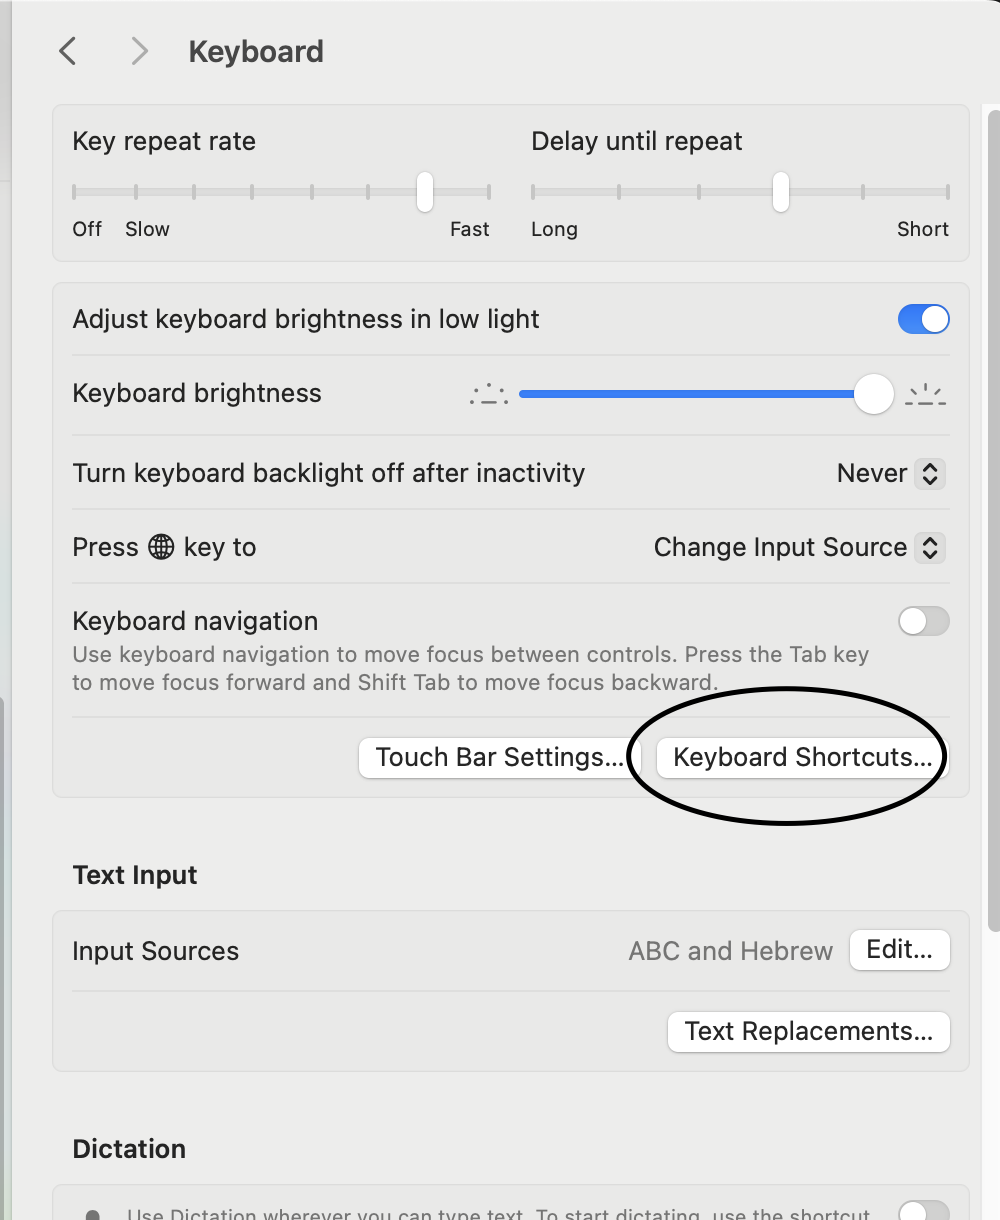 Keyboard
Key repeat rate
Delay until repeat
Off Slow Fast
Long Short
Adjust keyboard brightness in low light
Keyboard brightness
Turn keyboard backlight off after inactivity Never
Press key to Change Input Source
Keyboard navigation
Use keyboard navigation to move focus between controls. Press the Tab key
to move focus forward and Shift Tab to move focus backward.
Touch Bar Settings... Keyboard Shortcuts...
Text Input
Input Sources ABC and Hebrew Edit...
Text Replacements...
Dictation
Use Dictation wherever you can type text. To start dictating, use the shortcut